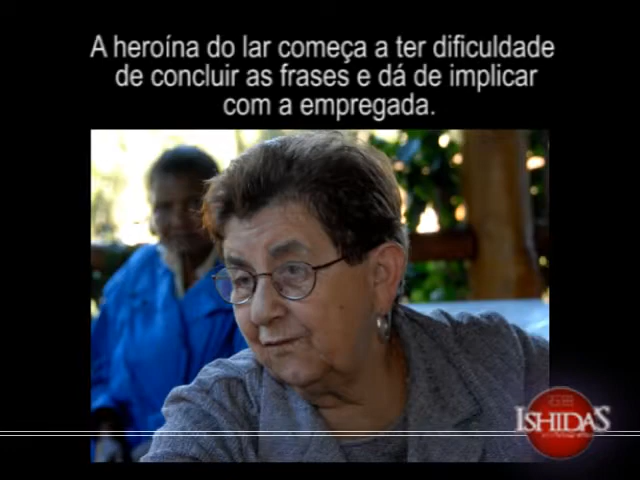 A heroína do lar começa a ter dificuldade
de concluir as frases e dá de implicar
com a empregada.
ISHIDA'S